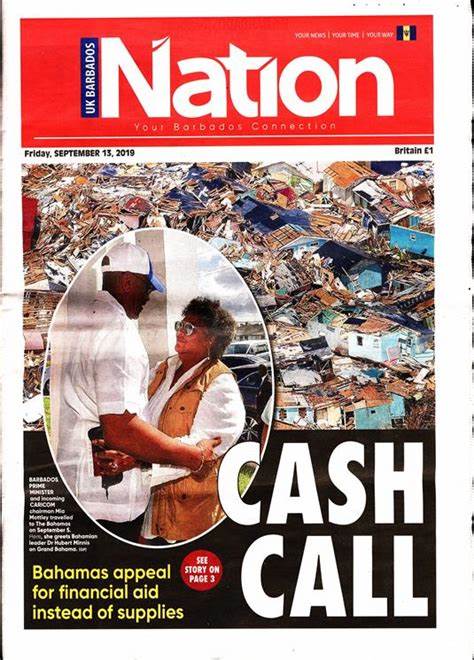 YOUR NEWS | YOUR TIME | YOUR WAY
UK BARBADOS
Nation
Your Barbados Connection
Friday, SEPTEMBER 13, 2019
Britain £1
BARBADOS
PRIME
MINISTER
and incoming
CARICOM
chairman Mia
Mottley travelled
to The Bahamas
on September 5.
Here, she greets Bahamian
leader Dr Hubert Minnis
on Grand Bahama.
CASH
CALL
SEE
STORY ON
PAGE 3
Bahamas appeal
for financial aid
instead of supplies